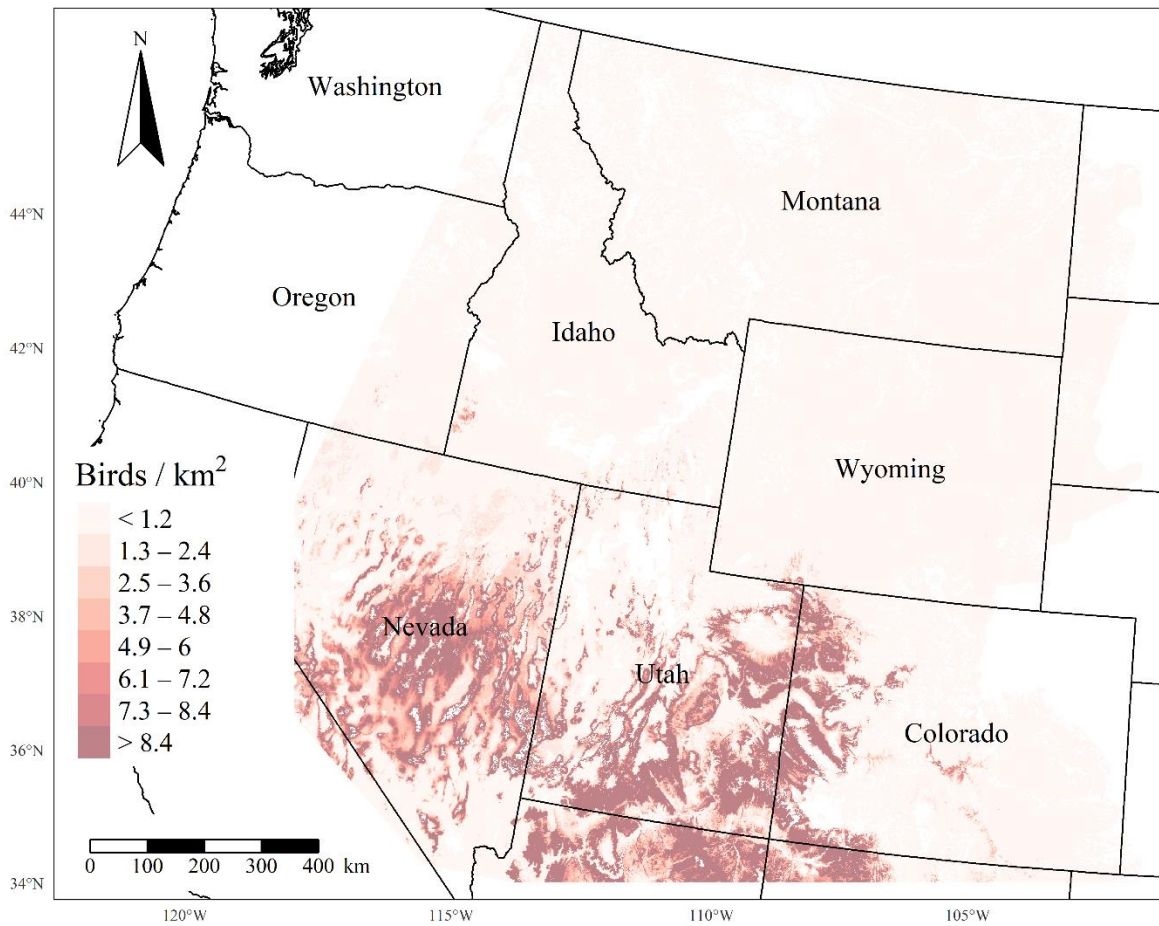 N
Washington
Montana
44°N
Oregon
Idaho
42°N
Wyoming
40°N
Birds / km2
< 1.2
1.3 – 2.4
2.5 – 3.6
3.7 – 4.8
4.9 – 6
6.1 – 7.2
7.3 – 8.4
> 8.4
38°N
Nevada
Utah
Colorado
36°N
0 100 200 300 400 km
34°N
120°W 115°W 110°W 105°W